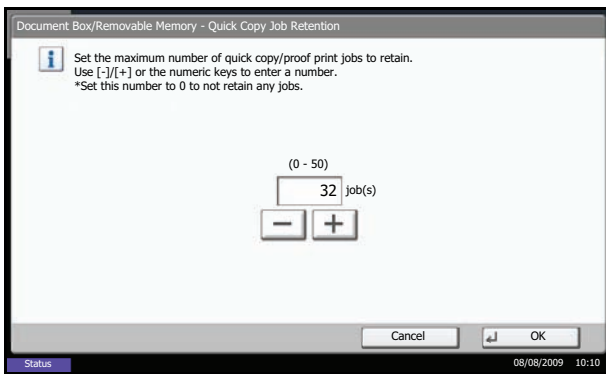 Document Box/Removable Memory - Quick Copy Job Retention
Set the maximum number of quick copy/proof print jobs to retain.
Use [-]/[+] or the numeric keys to enter a number.
*Set this number to 0 to not retain any jobs.
(0 - 50)
32 job(s)
Cancel
OK
Status
08/08/2009 10:10